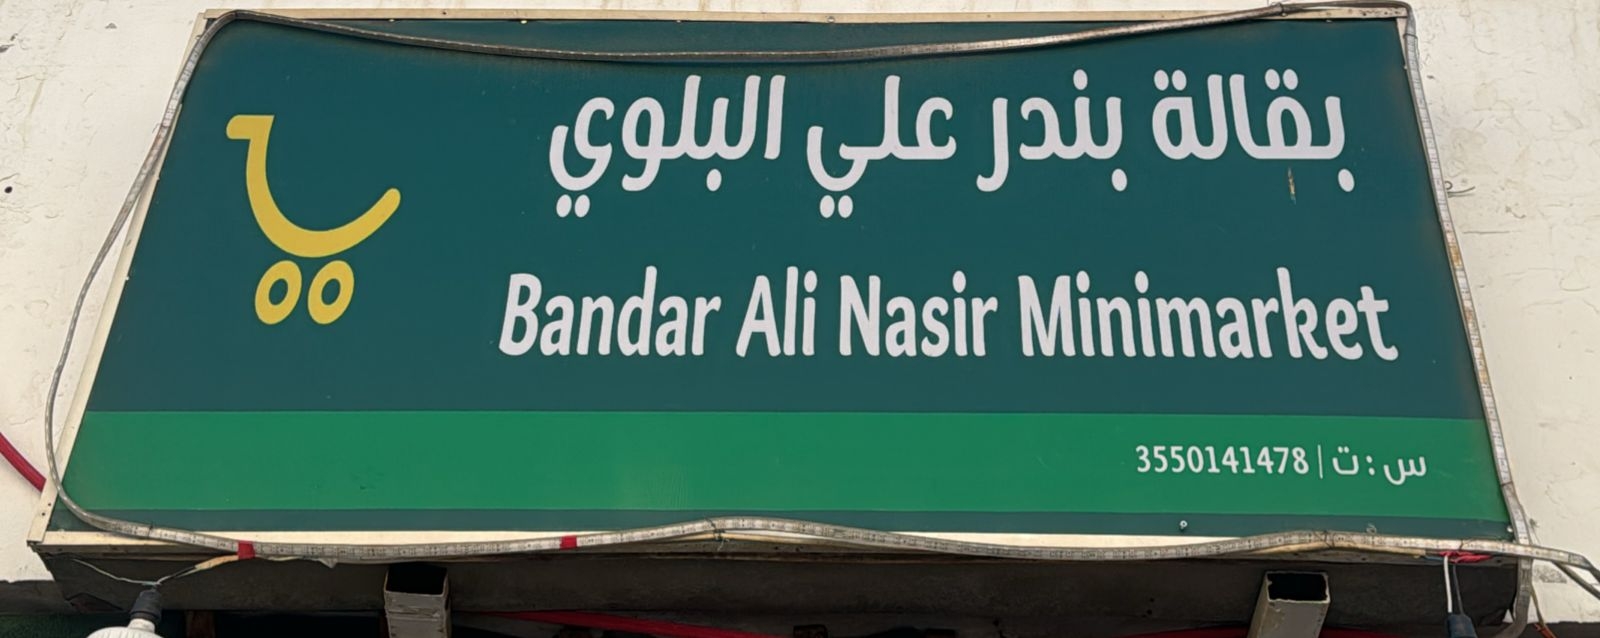 بقالة بندر علي البلوي
Bandar Ali Nasir Minimarket
س : ت | 3550141478